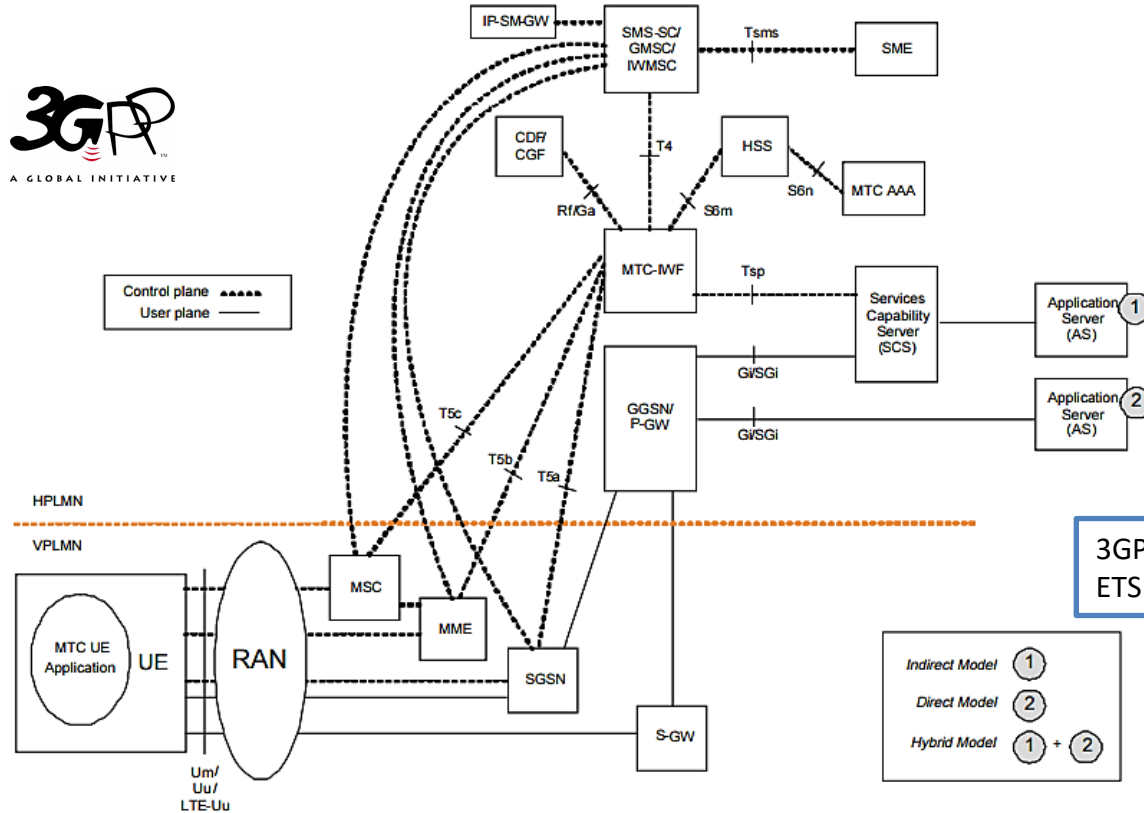 IP-SM-GW
SMS-SC/
GMSC/
IWMSC
Tsms
SME
3GPP
TM
A GLOBAL INITIATIVE
CDF/
CGF
T4
HSS
Rf/Ga
S6m
S6n
MTC AAA
MTC-IWF
Tsp
Services
Capability
Server
(SCS)
Application
Server
(AS)
1
Control plane
User plane
Gi/SGi
GGSN/
P-GW
Gi/SGi
Application
Server
(AS)
2
T5c
T5b
T5a
HPLMN
VPLMN
3GP
ETS
MSC
MME
SGSN
S-GW
MTC UE
Application
UE
RAN
Um/
Uu/
LTE-Uu
Indirect Model 1
Direct Model 2
Hybrid Model 1 + 2